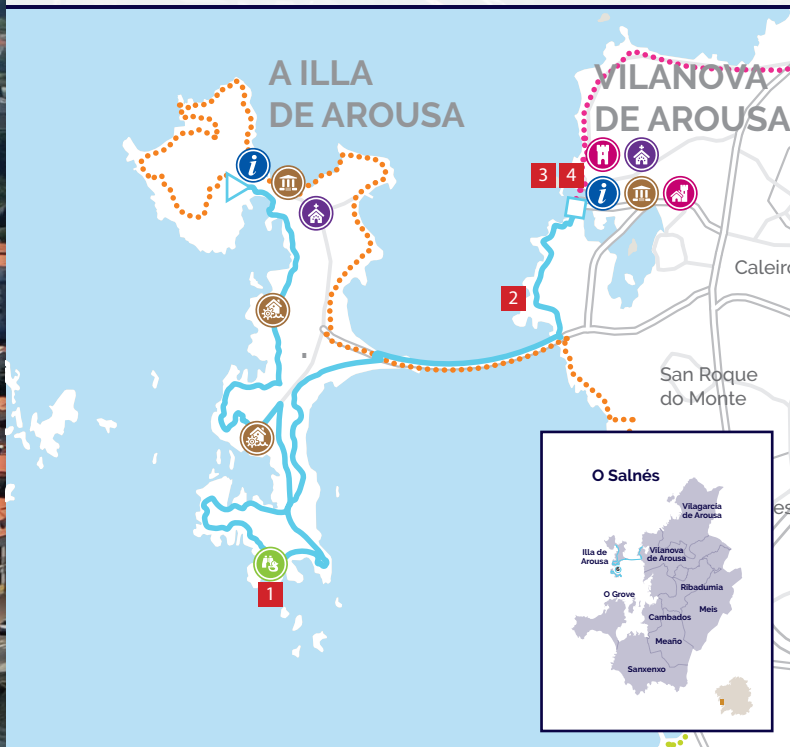 A ILLA
DE AROUSA
VILANOVA
DE AROUSA
i
3 4
i
Caleiro
2
San Roque
do Monte
1
es
O Salnés
Vilagarcía
de Arousa
Illa de
Arousa
Vilanova
de Arousa
O Grove
Ribadumia
Meis
Cambados
Meaño
Sanxenxo